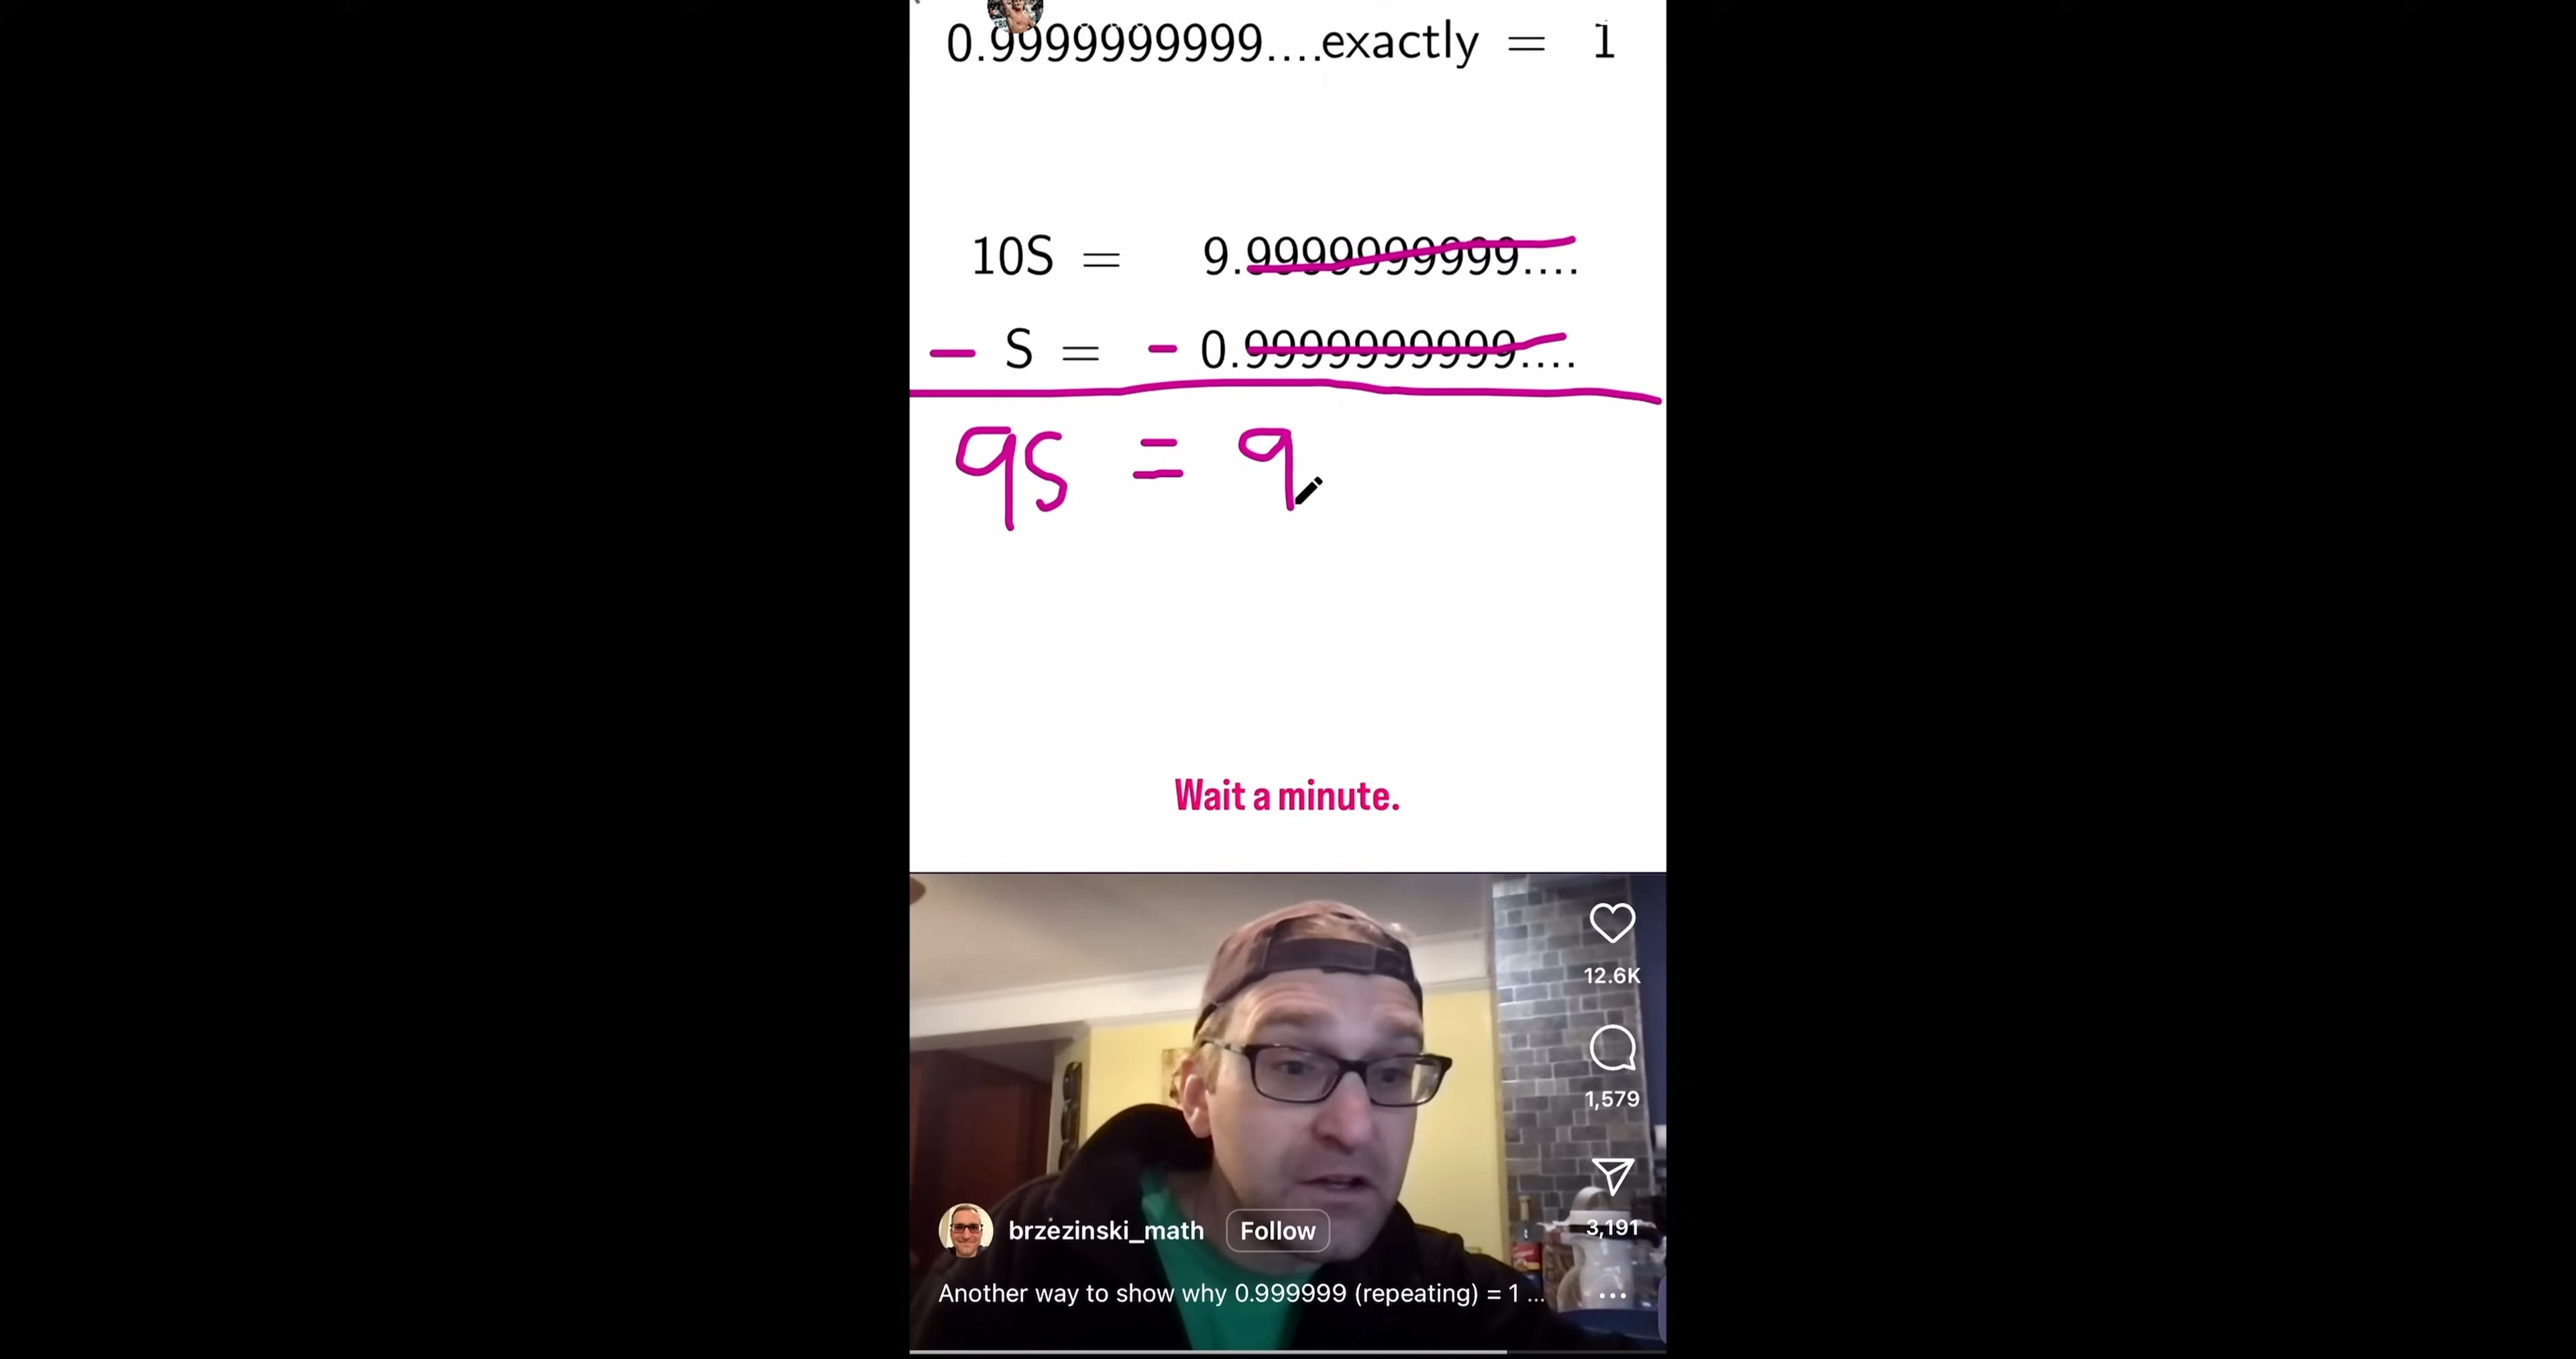 0.9999999999....exactly = 1
10S = 9.9999999999....
- S = - 0.9999999999....
9S = 9
Wait a minute.
12.6K
1,579
3,191
brzezinski_math Follow
Another way to show why 0.999999 (repeating) = 1 ...